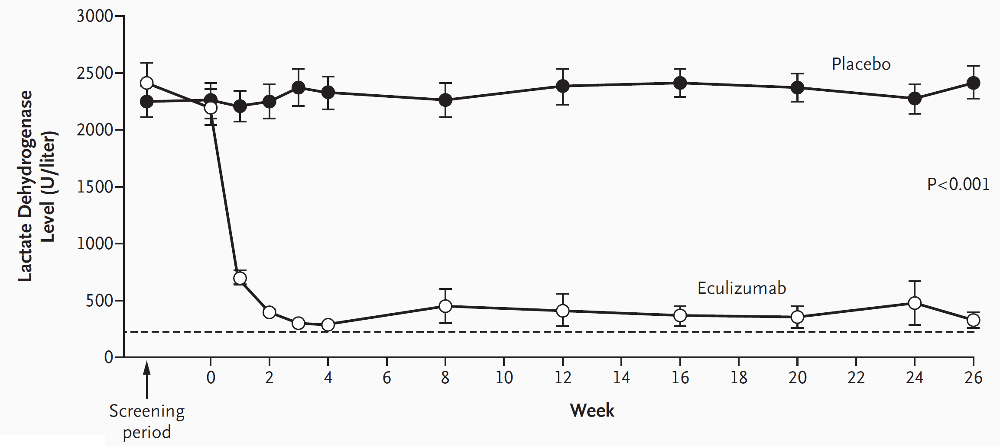 3000
2500
2000
1500
1000
500
0
Lactate Dehydrogenase
Level (U/liter)
Placebo
P<0.001
Eculizumab
0 2 4 6 8 10 12 14 16 18 20 22 24 26
Screening
period
Week